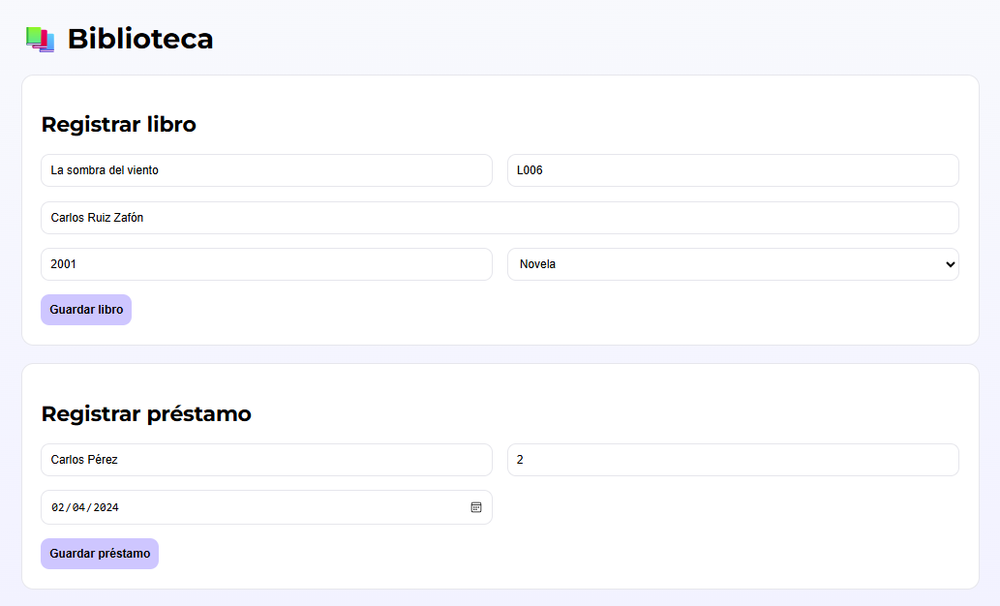 Biblioteca
Registrar libro
La sombra del viento
L006
Carlos Ruiz Zafón
2001
Novela
Guardar libro
Registrar préstamo
Carlos Pérez
2
02/04/2024
Guardar préstamo